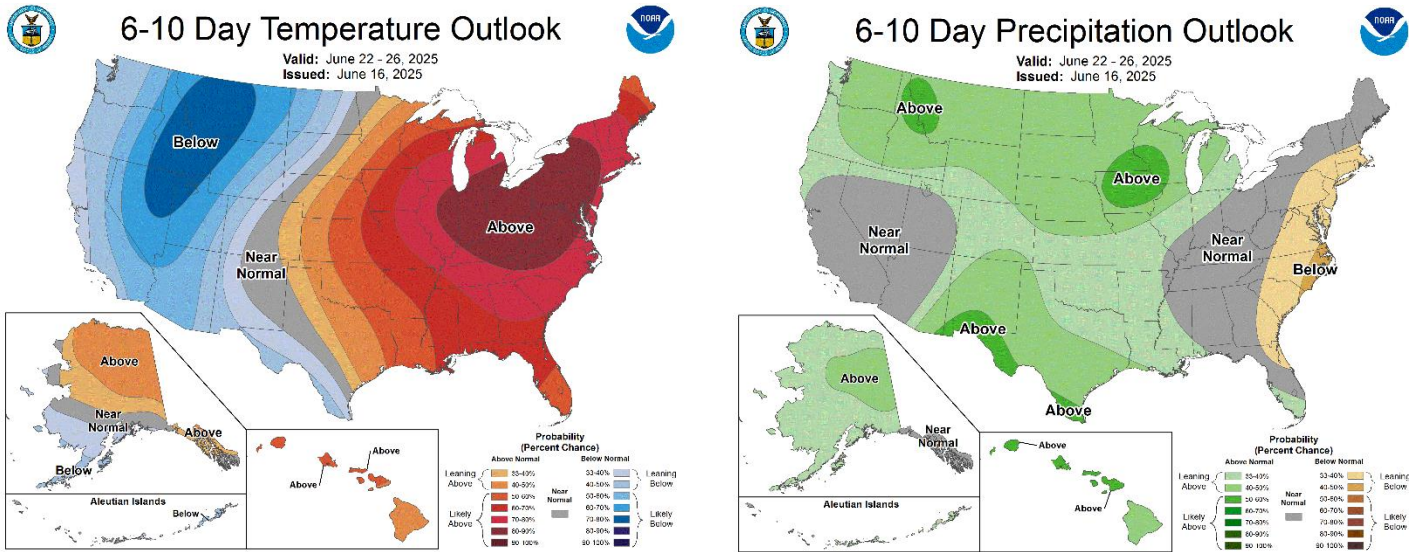 6-10 Day Temperature Outlook
Valid: June 22 - 26, 2025
Issued: June 16, 2025
NOAA
Below
Near
Normal
Above
Above
Near
Normal
Above
Below
Aleutian Islands
Below
Above
Above
Probability
(Percent Chance)
Above Normal
Below Normal
Leaning
Above
33-40%
33-40%
Leaning
Below
40-50%
40-50%
Near
Normal
Likely
Above
50-60%
50-60%
Likely
Below
60-70%
60-70%
70-80%
70-80%
80-90%
80-90%
90-100%
90-100%
6-10 Day Precipitation Outlook
Valid: June 22 - 26, 2025
Issued: June 16, 2025
NOAA
Above
Above
Near
Normal
Near
Normal
Below
Above
Above
Above
Near
Normal
Aleutian Islands
Above
Above
Probability
(Percent Chance)
Above Normal
Below Normal
Leaning
Above
33-40%
33-40%
Leaning
Below
40-50%
40-50%
Near
Normal
Likely
Above
50-60%
50-60%
Likely
Below
60-70%
60-70%
70-80%
70-80%
80-90%
80-90%
90-100%
90-100%